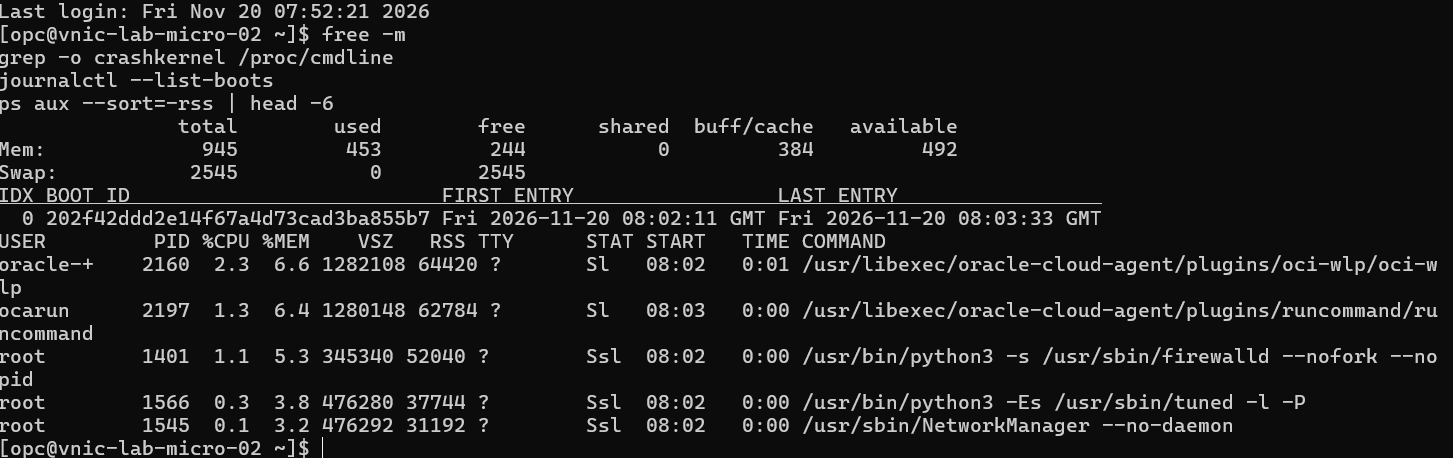 Last login: Fri Nov 20 07:52:21 2026
[opc@vnic-lab-micro-02 ~]$ free -m
grep -o crashkernel /proc/cmdline
journalctl --list-boots
ps aux --sort=-rss | head -6
               total        used        free      shared  buff/cache   available
Mem:             945         453         244           0         384         492
Swap:           2545           0        2545
IDX BOOT ID                          FIRST ENTRY                 LAST ENTRY
  0 202f42ddd2e14f67a4d73cad3ba855b7 Fri 2026-11-20 08:02:11 GMT Fri 2026-11-20 08:03:33 GMT
USER         PID %CPU %MEM    VSZ   RSS TTY      STAT START   TIME COMMAND
oracle-+    2160  2.3  6.6 1282108 64420 ?       Sl   08:02   0:01 /usr/libexec/oracle-cloud-agent/plugins/oci-wlp/oci-w
lp
ocarun      2197  1.3  6.4 1280148 62784 ?       Sl   08:03   0:00 /usr/libexec/oracle-cloud-agent/plugins/runcommand/ru
ncommand
root        1401  1.1  5.3 345340 52040 ?        Ssl  08:02   0:00 /usr/bin/python3 -s /usr/sbin/firewalld --nofork --no
pid
root        1566  0.3  3.8 476280 37744 ?        Ssl  08:02   0:00 /usr/bin/python3 -Es /usr/sbin/tuned -l -P
root        1545  0.1  3.2 476292 31192 ?        Ssl  08:02   0:00 /usr/sbin/NetworkManager --no-daemon
[opc@vnic-lab-micro-02 ~]$